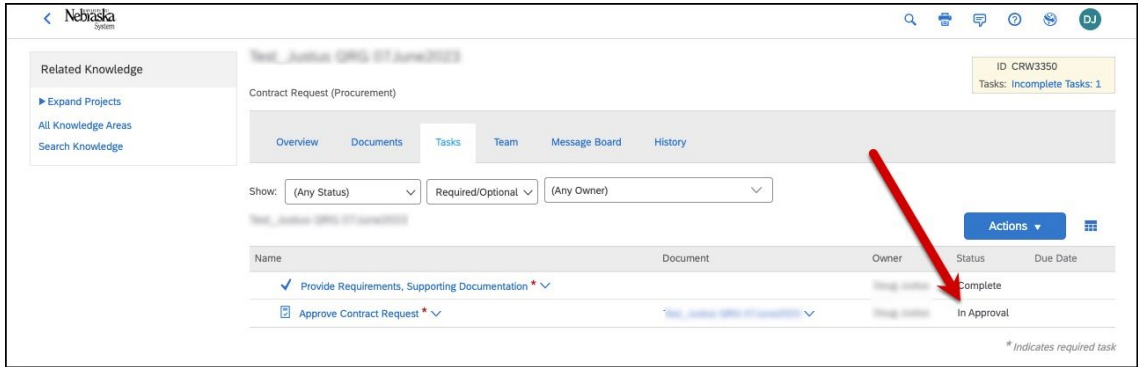 Nebraska
System
DJ
Related Knowledge
Expand Projects
All Knowledge Areas
Search Knowledge
Contract Request (Procurement)
ID CRW3350
Tasks: Incomplete Tasks: 1
Overview Documents Tasks Team Message Board History
Show: (Any Status) Required/Optional (Any Owner)
Actions
Name Document Owner Status Due Date
Provide Requirements, Supporting Documentation * Complete
Approve Contract Request * In Approval
* Indicates required task